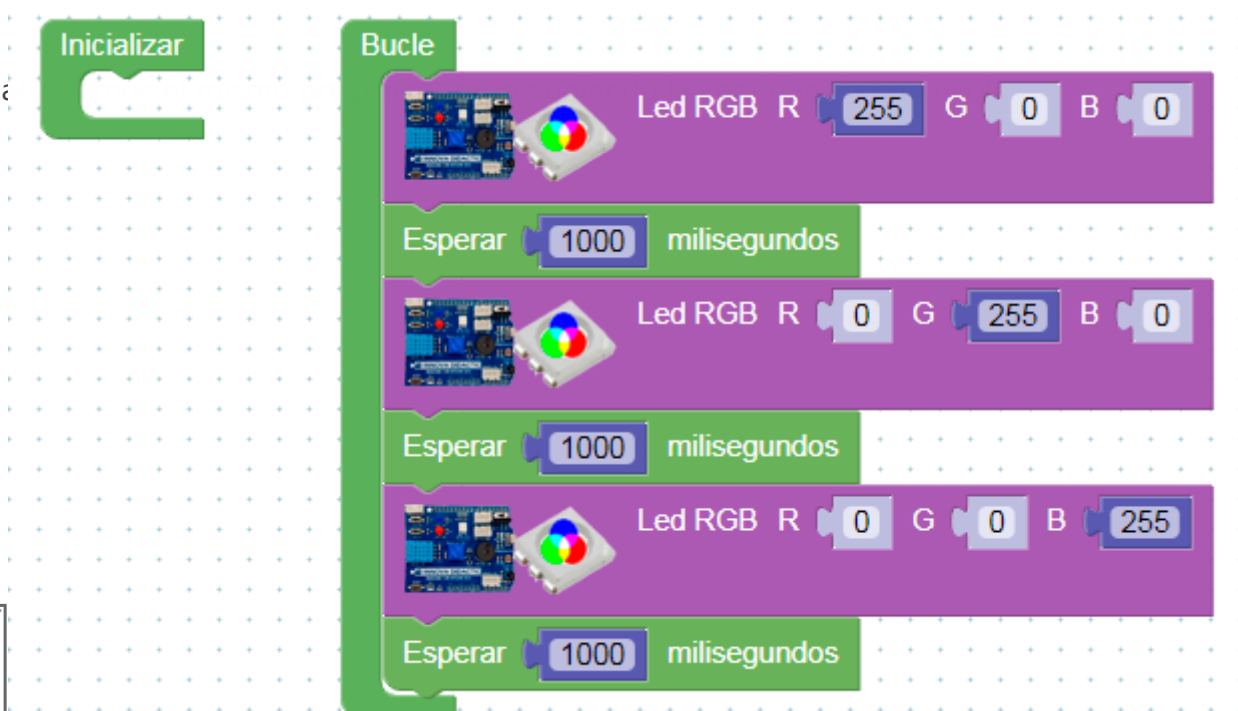 Inicializar
Bucle
Led RGB R 255 G 0 B 0
Esperar 1000 milisegundos
Led RGB R 0 G 255 B 0
Esperar 1000 milisegundos
Led RGB R 0 G 0 B 255
Esperar 1000 milisegundos